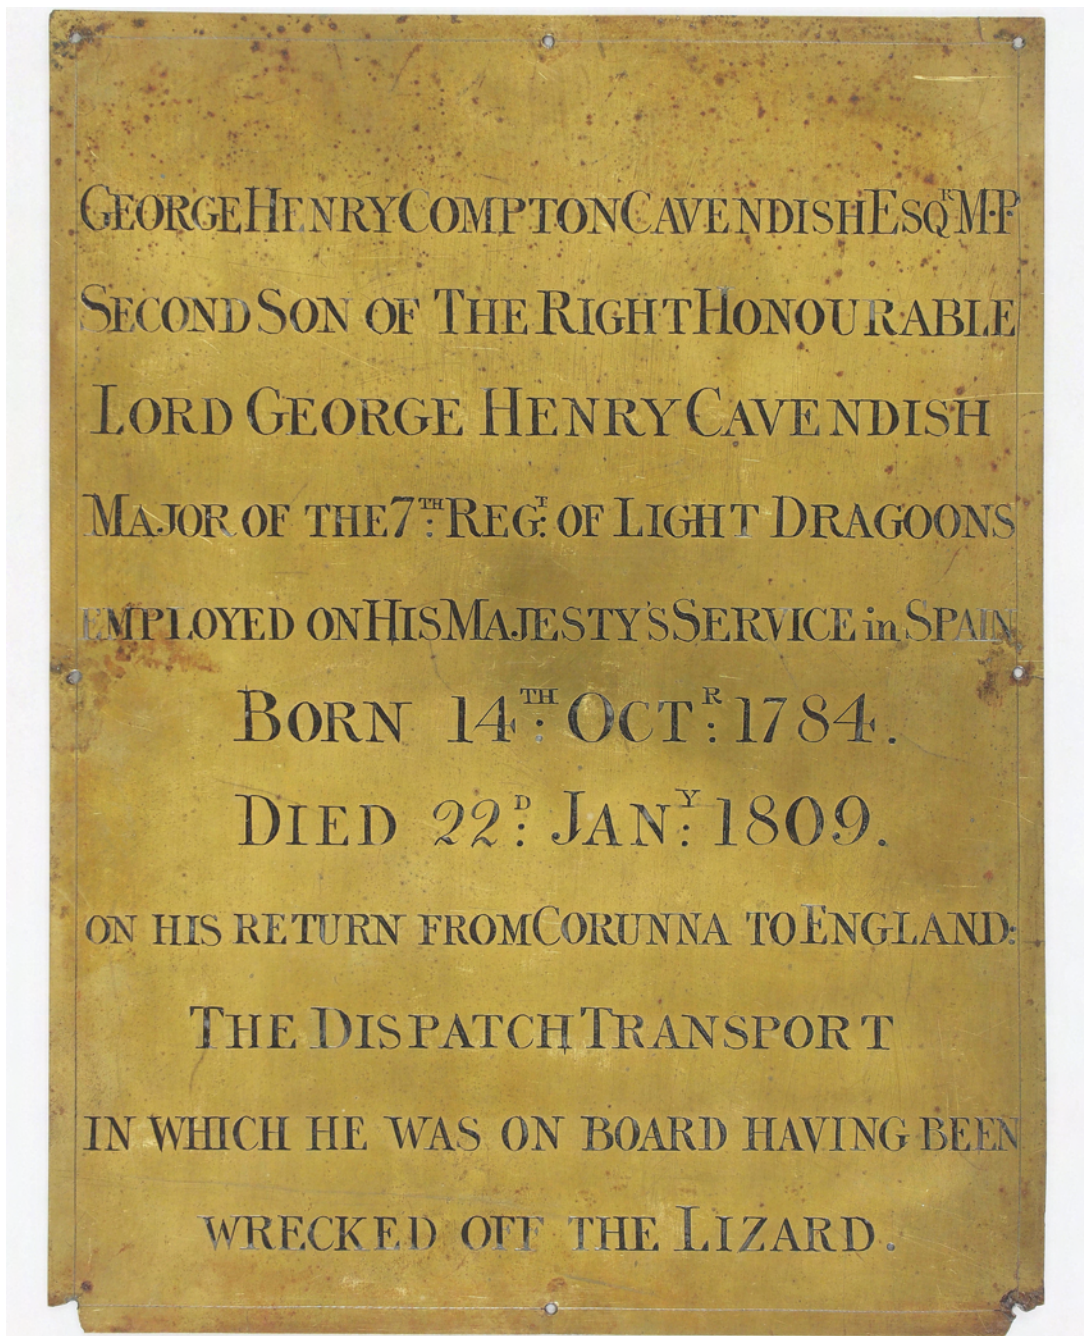 GEORGE HENRY COMPTON CAVENDISH ESQR M·P·
SECOND SON OF THE RIGHT HONOURABLE
LORD GEORGE HENRY CAVENDISH
MAJOR OF THE 7TH: REGT: OF LIGHT DRAGOONS
EMPLOYED ON HIS MAJESTY'S SERVICE in SPAIN
BORN 14TH: OCTR: 1784.
DIED 22D: JANY: 1809.
ON HIS RETURN FROM CORUNNA TO ENGLAND:
THE DISPATCH TRANSPORT
IN WHICH HE WAS ON BOARD HAVING BEEN
WRECKED OFF THE LIZARD.